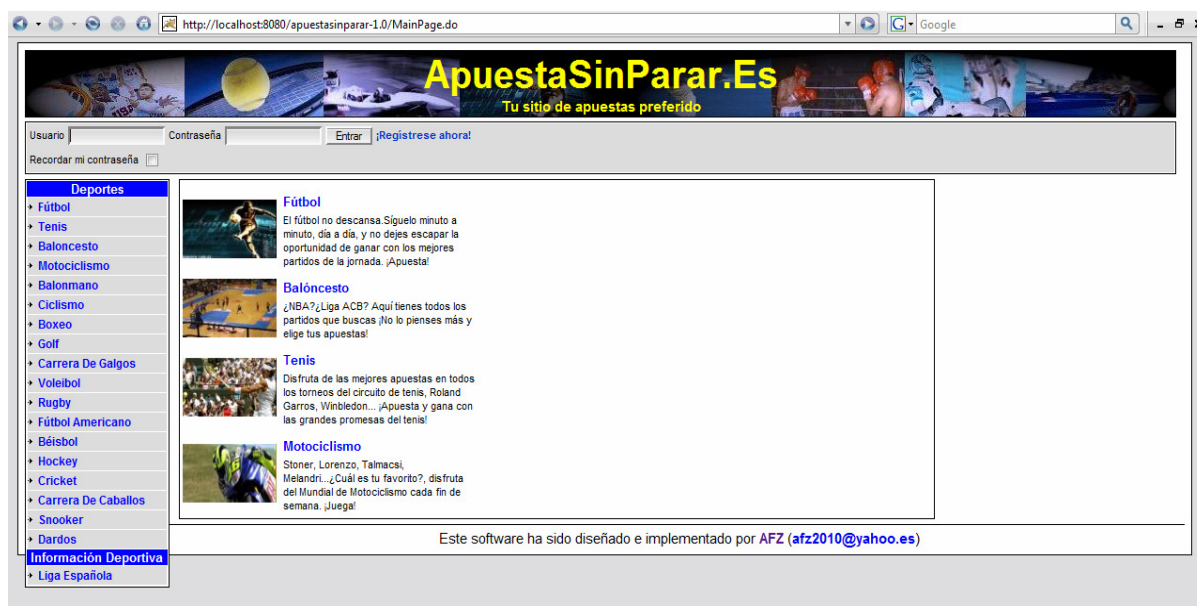 http://localhost:8080/apuestasinparar-1.0/MainPage.do
Google
ApuestaSinParar.Es
Tu sitio de apuestas preferido
Usuario Contraseña Entrar ¡Regístrese ahora!
Recordar mi contraseña
Deportes
Fútbol
Tenis
Baloncesto
Motociclismo
Balonmano
Ciclismo
Boxeo
Golf
Carrera De Galgos
Voleibol
Rugby
Fútbol Americano
Béisbol
Hockey
Cricket
Carrera De Caballos
Snooker
Dardos
Información Deportiva
Liga Española
Fútbol
El fútbol no descansa.Síguelo minuto a
minuto, día a día, y no dejes escapar la
oportunidad de ganar con los mejores
partidos de la jornada. ¡Apuesta!
Balóncesto
¿NBA?¿Liga ACB? Aquí tienes todos los
partidos que buscas ¡No lo pienses más y
elige tus apuestas!
Tenis
Disfruta de las mejores apuestas en todos
los torneos del circuito de tenis, Roland
Garros, Winbledon... ¡Apuesta y gana con
las grandes promesas del tenis!
Motociclismo
Stoner, Lorenzo, Talmacsi,
Melandri...¿Cuál es tu favorito?, disfruta
del Mundial de Motociclismo cada fin de
semana. ¡Juega!
Este software ha sido diseñado e implementado por AFZ (afz2010@yahoo.es)